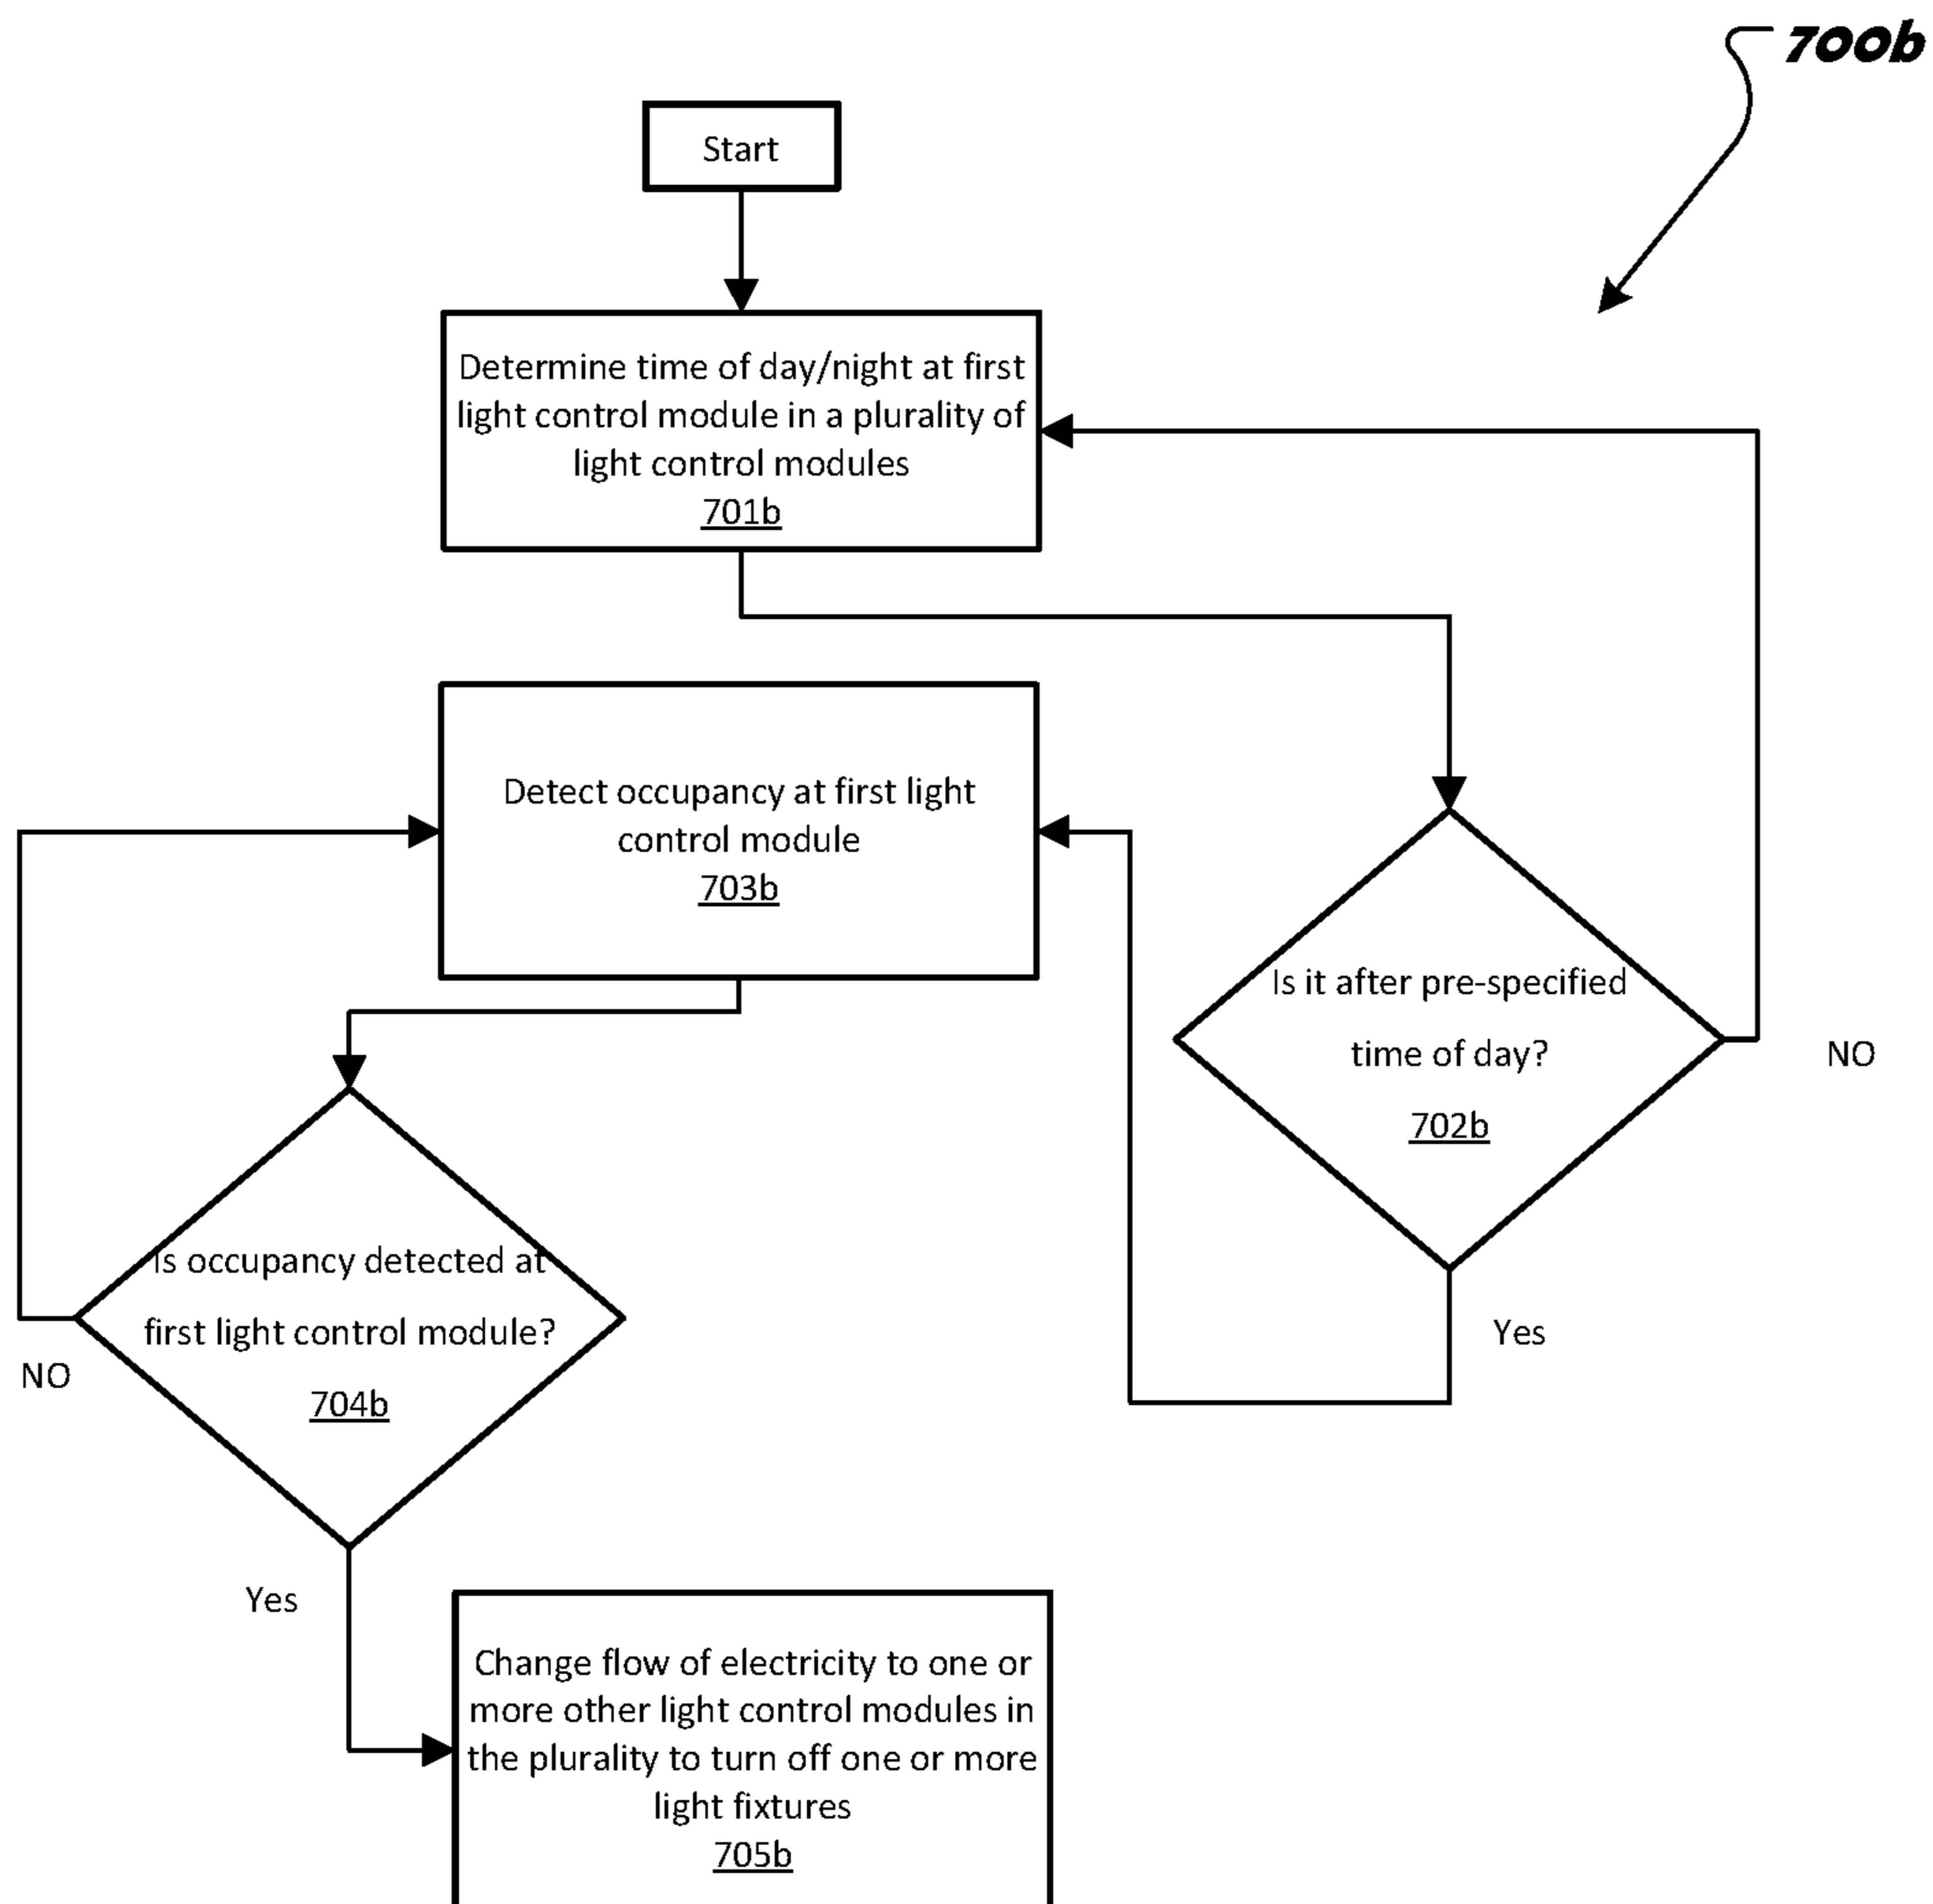 700b
Start
Determine time of day/night at first
light control module in a plurality of
light control modules
701b
Detect occupancy at first light
control module
703b
Is it after pre-specified
time of day?
702b
NO
Yes
Is occupancy detected at
first light control module?
704b
NO
Yes
Change flow of electricity to one or
more other light control modules in
the plurality to turn off one or more
light fixtures
705b